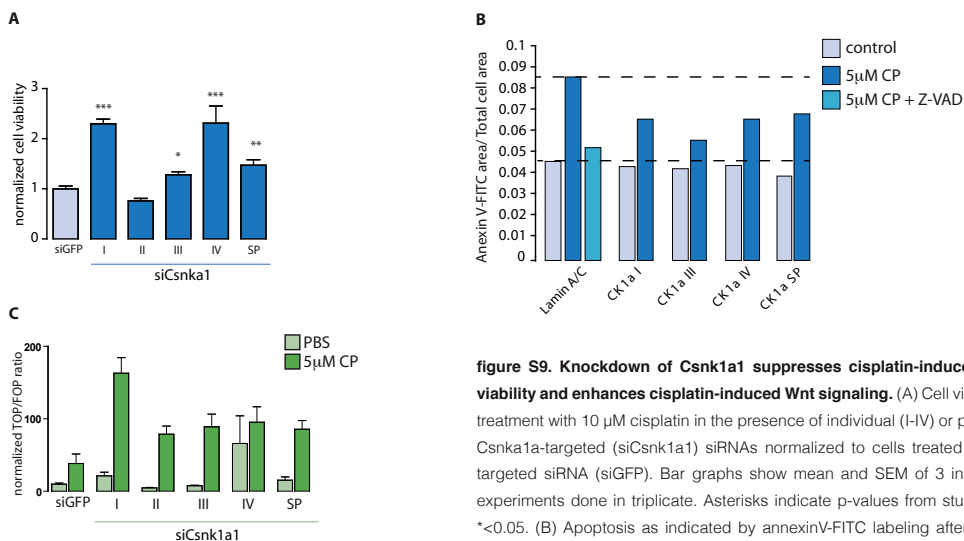 A
normalized cell viability
3
2
1
0
***
*
***
**
siGFP
I
II
III
IV
SP
siCsnka1
B
Anexin V-FITC area/ Total cell area
0.1
0.09
0.08
0.07
0.06
0.05
0.04
0.03
0.02
0.01
0
control
5µM CP
5µM CP + Z-VAD
Lamin A/C
CK1a I
CK1a III
CK1a IV
CK1a SP
C
normalized TOP/FOP ratio
200
100
0
PBS
5µM CP
siGFP
I
II
III
IV
SP
siCsnk1a1
figure S9. Knockdown of Csnk1a1 suppresses cisplatin-induce
viability and enhances cisplatin-induced Wnt signaling. (A) Cell vi
treatment with 10 µM cisplatin in the presence of individual (I-IV) or p
Csnka1a-targeted (siCsnk1a1) siRNAs normalized to cells treated
targeted siRNA (siGFP). Bar graphs show mean and SEM of 3 in
experiments done in triplicate. Asterisks indicate p-values from stu
*<0.05. (B) Apoptosis as indicated by annexinV-FITC labeling after